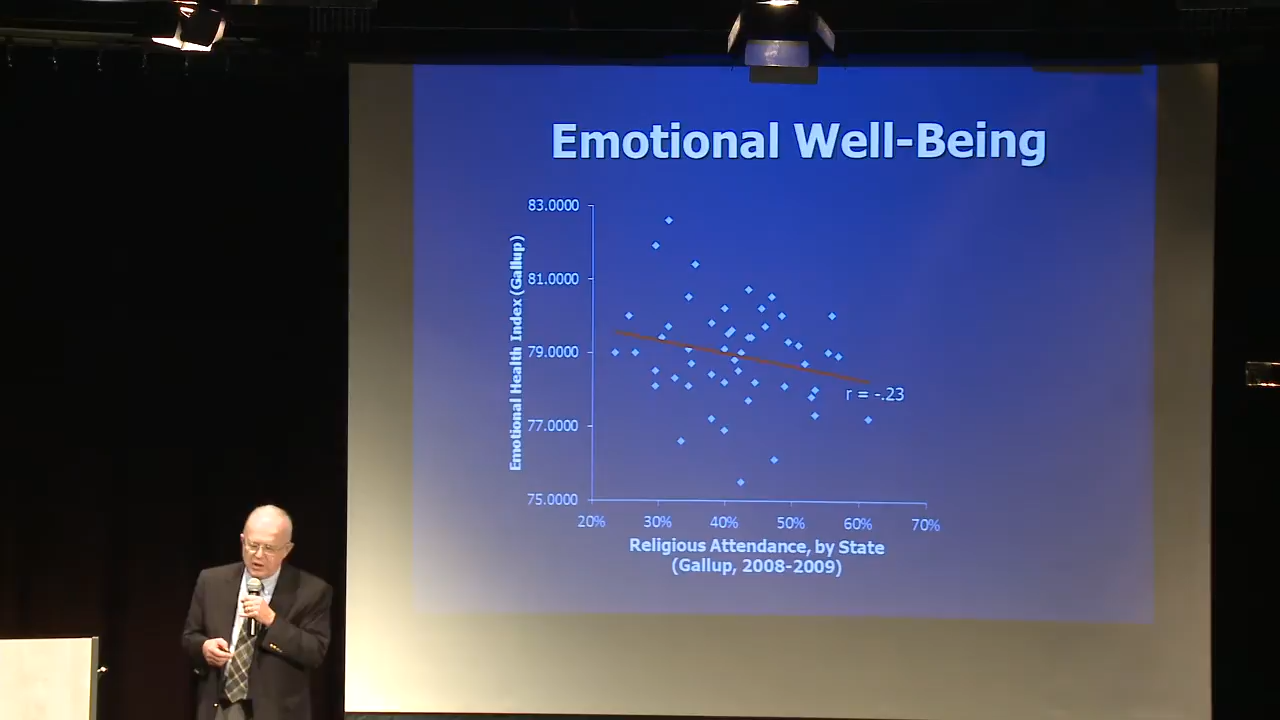 Emotional Well-Being
83.0000
81.0000
79.0000
77.0000
75.0000
Emotional Health Index (Gallup)
r = -.23
20% 30% 40% 50% 60% 70%
Religious Attendance, by State
(Gallup, 2008-2009)